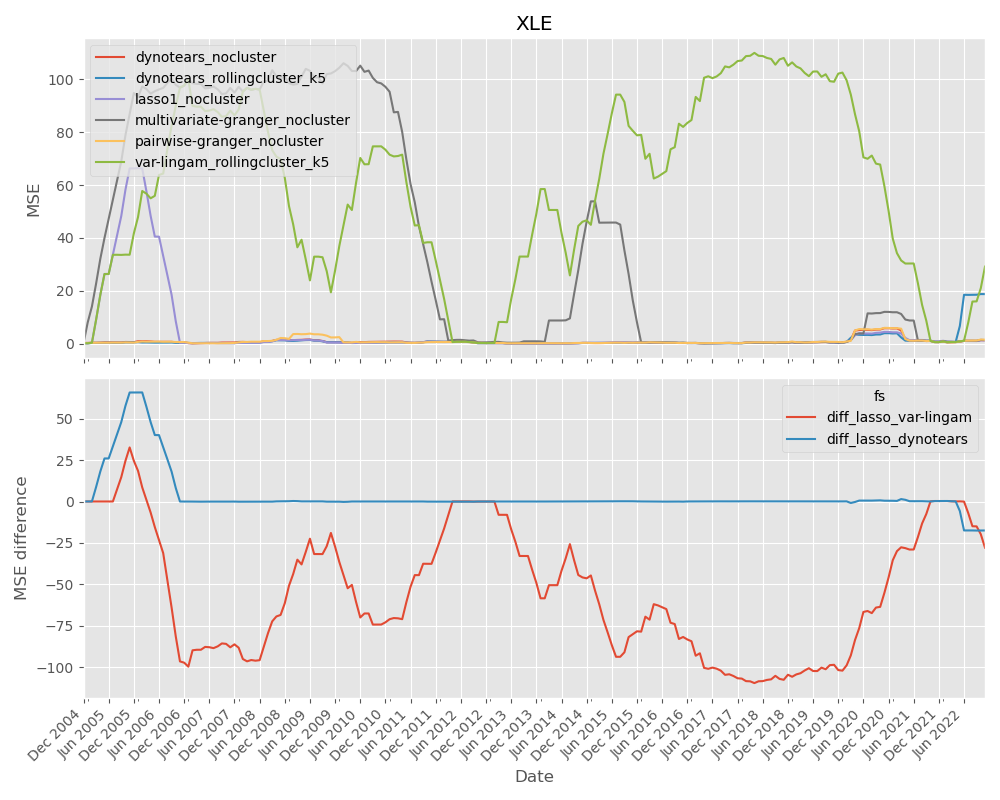 XLE
dynotears_nocluster
dynotears_rollingcluster_k5
lasso1_nocluster
multivariate-granger_nocluster
pairwise-granger_nocluster
var-lingam_rollingcluster_k5
MSE
100
80
60
40
20
0
fs
diff_lasso_var-lingam
diff_lasso_dynotears
MSE difference
50
25
0
−25
−50
−75
−100
Dec 2004
Jun 2005
Dec 2005
Jun 2006
Dec 2006
Jun 2007
Dec 2007
Jun 2008
Dec 2008
Jun 2009
Dec 2009
Jun 2010
Dec 2010
Jun 2011
Dec 2011
Jun 2012
Dec 2012
Jun 2013
Dec 2013
Jun 2014
Dec 2014
Jun 2015
Dec 2015
Jun 2016
Dec 2016
Jun 2017
Dec 2017
Jun 2018
Dec 2018
Jun 2019
Dec 2019
Jun 2020
Dec 2020
Jun 2021
Dec 2021
Jun 2022
Date